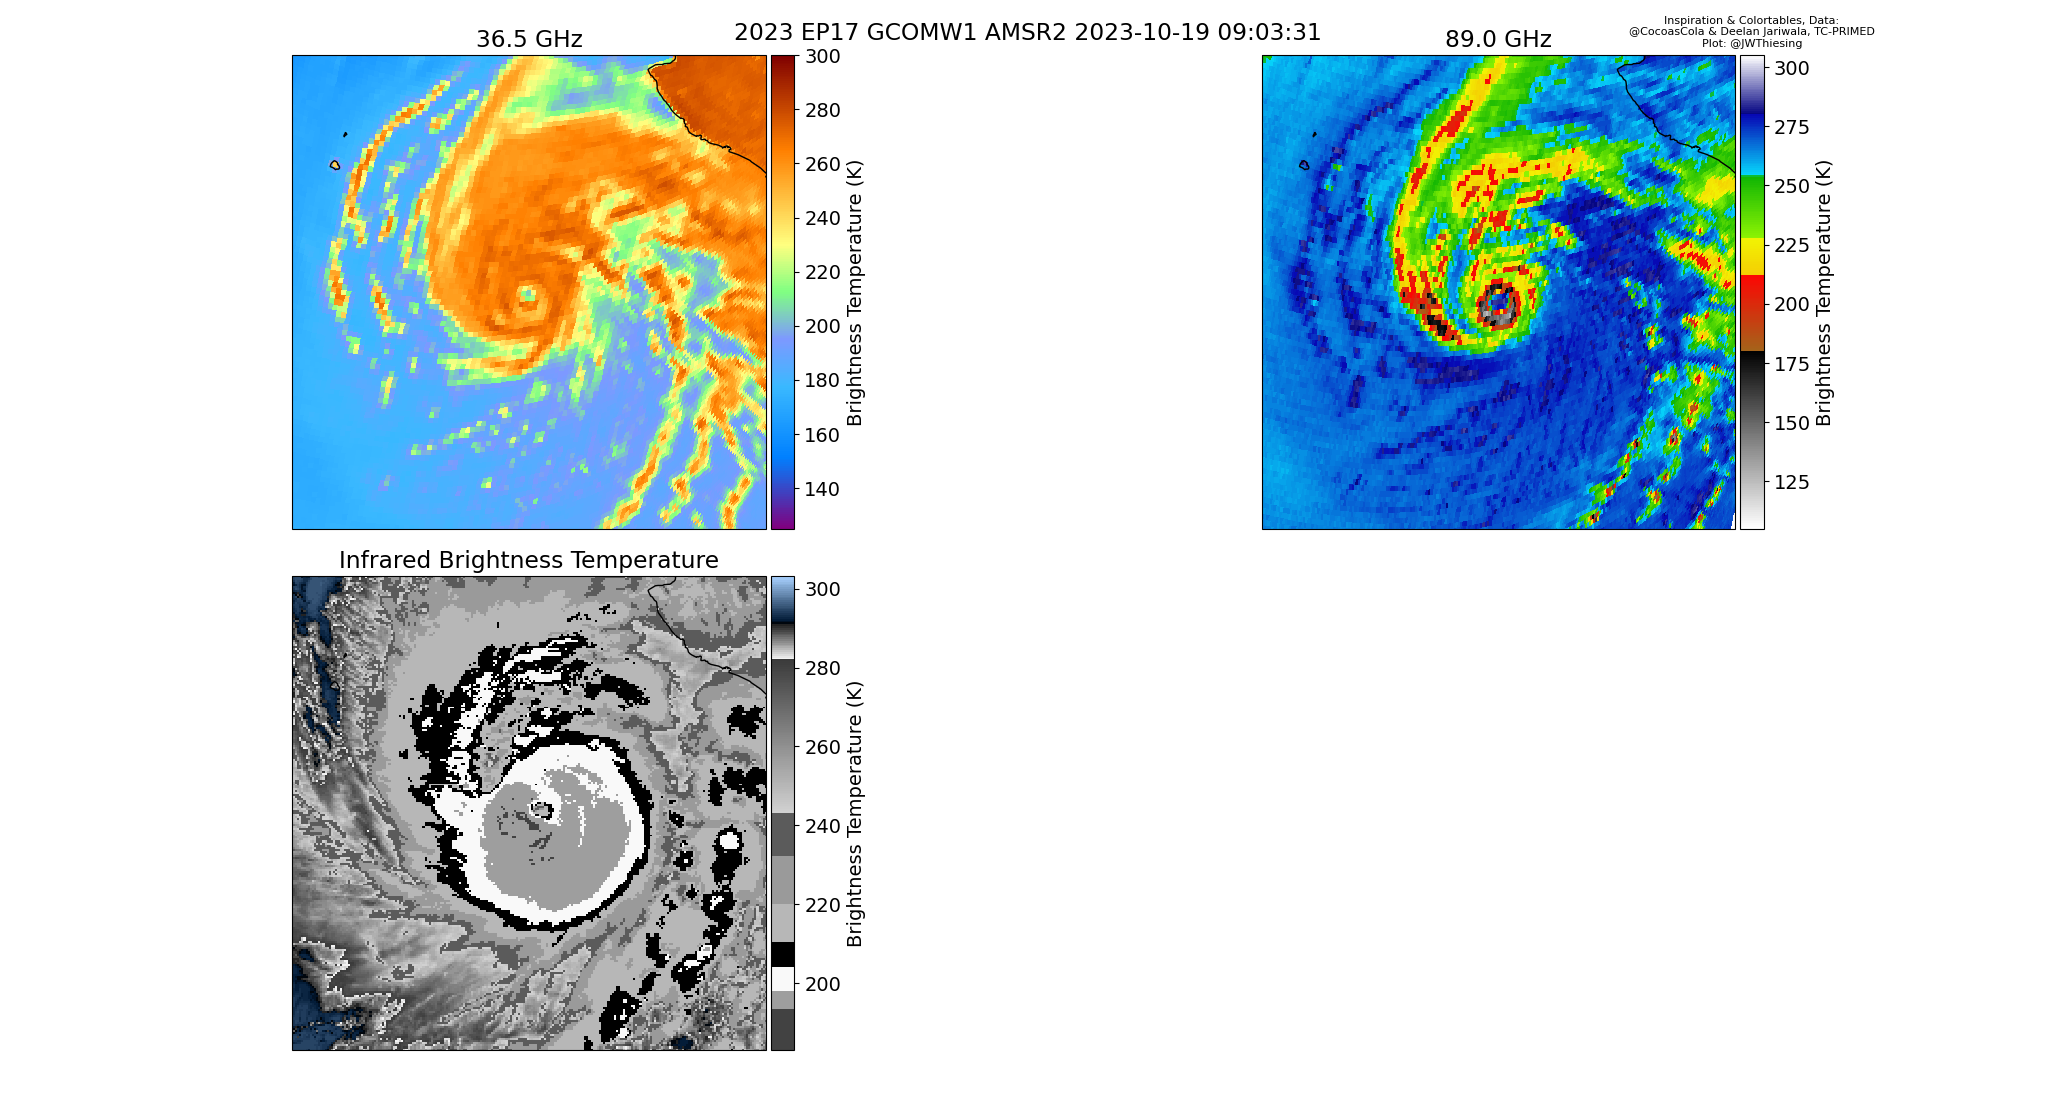 2023 EP17 GCOMW1 AMSR2 2023-10-19 09:03:31
Inspiration & Colortables, Data:
@CocoasCola & Deelan Jariwala, TC-PRIMED
Plot: @JWThiesing
36.5 GHz
300
280
260
240
220
200
180
160
140
Brightness Temperature (K)
89.0 GHz
300
275
250
225
200
175
150
125
Brightness Temperature (K)
Infrared Brightness Temperature
300
280
260
240
220
200
Brightness Temperature (K)